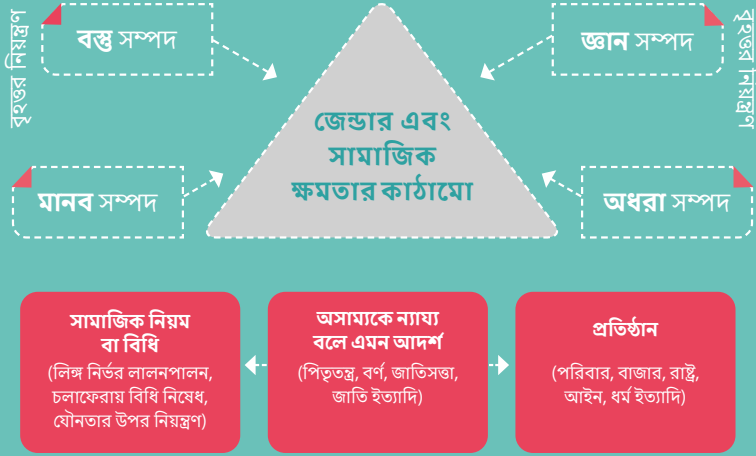 বৃহত্তর নিয়ন্ত্রণ
বস্তু সম্পদ
জ্ঞান সম্পদ
বৃহত্তর নিয়ন্ত্রণ
জেন্ডার এবং
সামাজিক
ক্ষমতার কাঠামো
মানব সম্পদ
অধরা সম্পদ
সামাজিক নিয়ম
বা বিধি
(লিঙ্গ নির্ভর লালনপালন,
চলাফেরায় বিধি নিষেধ,
যৌনতার উপর নিয়ন্ত্রণ)
অসাম্যকে ন্যায্য
বলে এমন আদর্শ
(পিতৃতন্ত্র, বর্ণ, জাতিসত্তা,
জাতি ইত্যাদি)
প্রতিষ্ঠান
(পরিবার, বাজার, রাষ্ট্র,
আইন, ধর্ম ইত্যাদি)